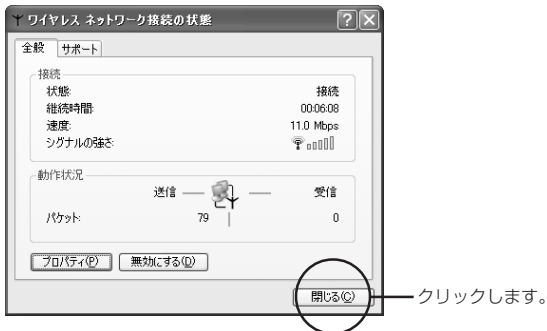 ワイヤレス ネットワーク接続の状態
全般 サポート
接続
状態: 接続
継続時間: 00:06:08
速度: 11.0 Mbps
シグナルの強さ:
動作状況
送信 — — 受信
パケット: 79 0
プロパティ(P) 無効にする(D)
閉じる(C) クリックします。